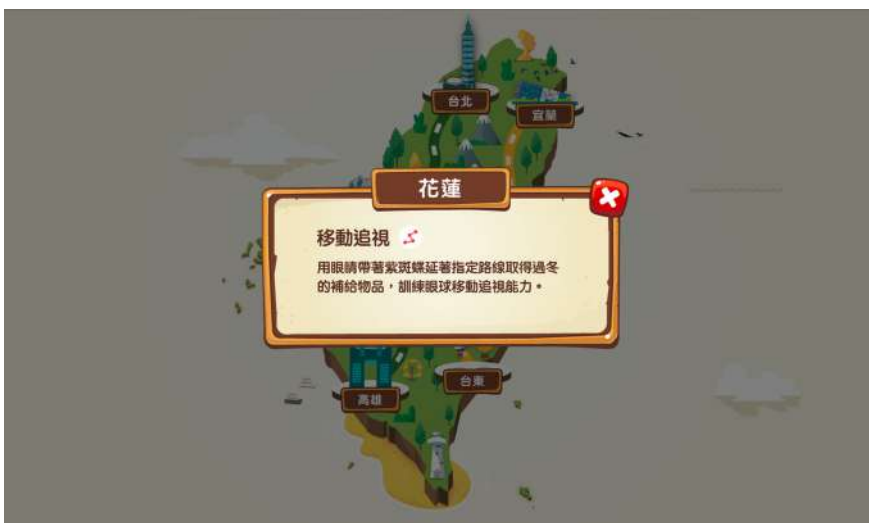 台北
宜蘭
花蓮
移動追視
用眼睛帶著紫斑蝶延著指定路線取得過冬
的補給物品，訓練眼球移動追視能力。
台東
高雄